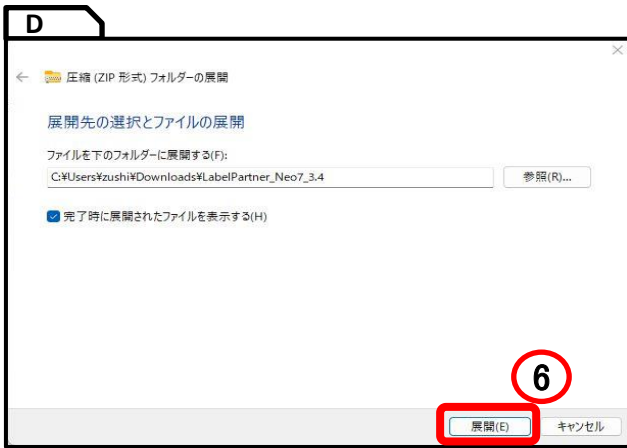 D
圧縮 (ZIP 形式) フォルダーの展開
展開先の選択とファイルの展開
ファイルを下のフォルダーに展開する(F):
C:¥Users¥zushi¥Downloads¥LabelPartner_Neo7_3.4
参照(R)...
完了時に展開されたファイルを表示する(H)
6
展開(E)
キャンセル